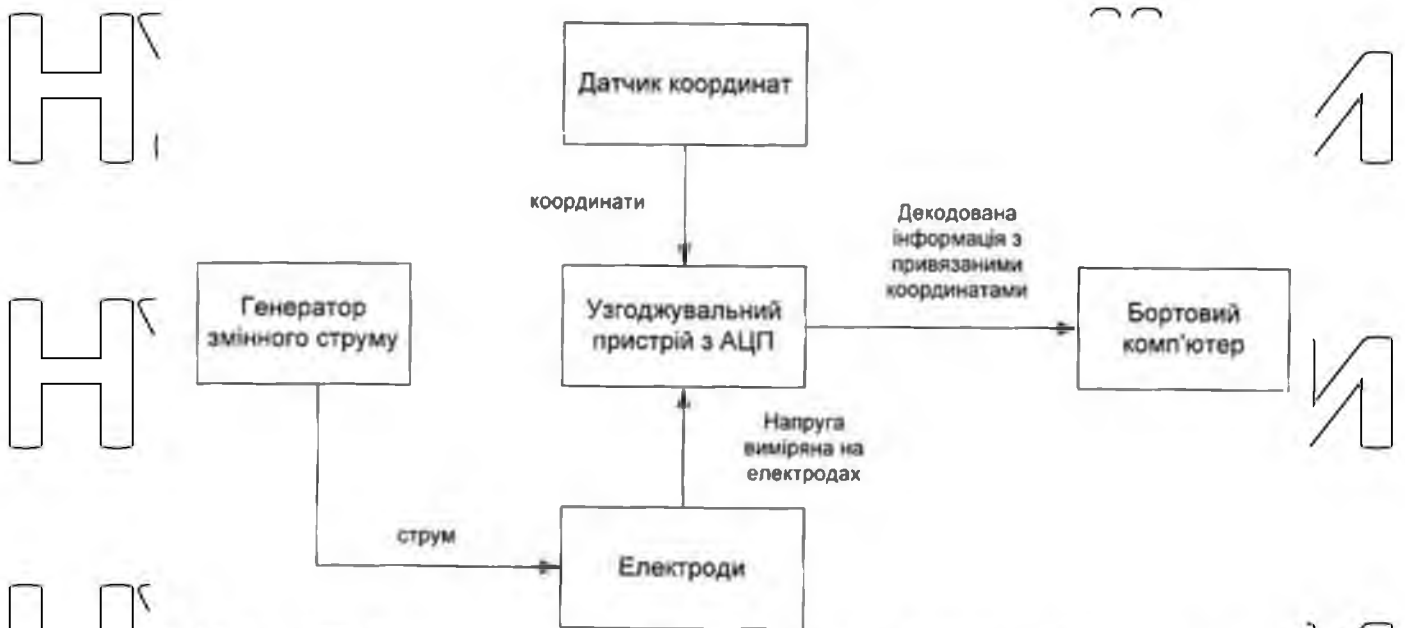 Датчик координат
координати
Декодована
інформація з
привязаними
координатами
Генератор
змінного струму
Узгоджувальний
пристрій з АЦП
Бортовий
комп'ютер
Напруга
виміряна на
електродах
струм
Електроди